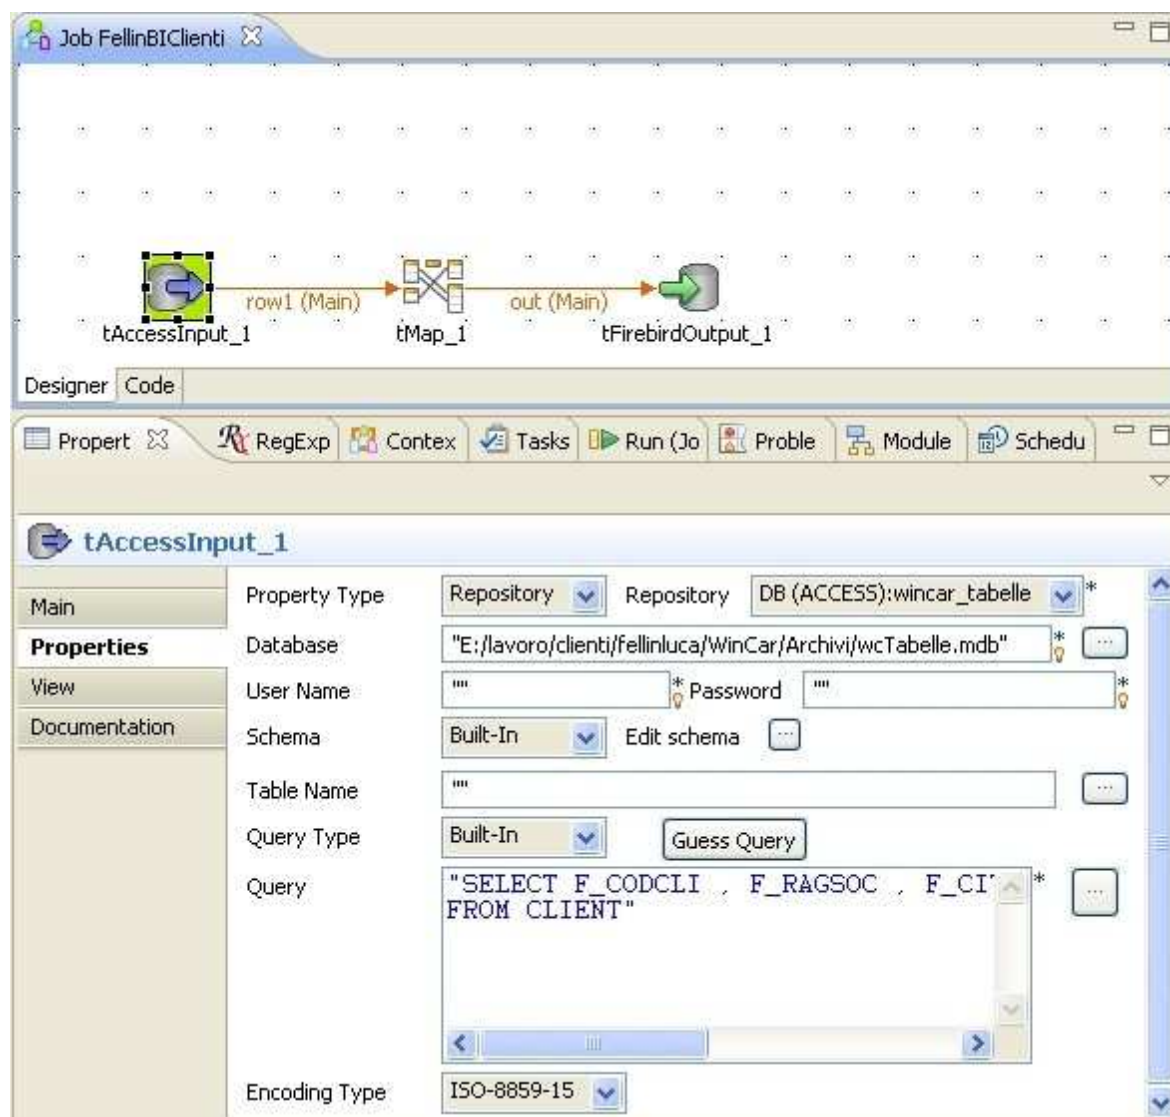 Job FellinBIClienti
row1 (Main)
out (Main)
tAccessInput_1
tMap_1
tFirebirdOutput_1
Designer Code
Propert RegExp Contex Tasks Run (Jo Proble Module Schedu
tAccessInput_1
Main
Properties
View
Documentation
Property Type Repository Repository DB (ACCESS):wincar_tabelle *
Database "E:/lavoro/clienti/fellinluca/WinCar/Archivi/wcTabelle.mdb" * ...
User Name "" * Password "" *
Schema Built-In Edit schema ...
Table Name "" ...
Query Type Built-In Guess Query
Query "SELECT F_CODCLI , F_RAGSOC , F_CI * ...
FROM CLIENT"
Encoding Type ISO-8859-15